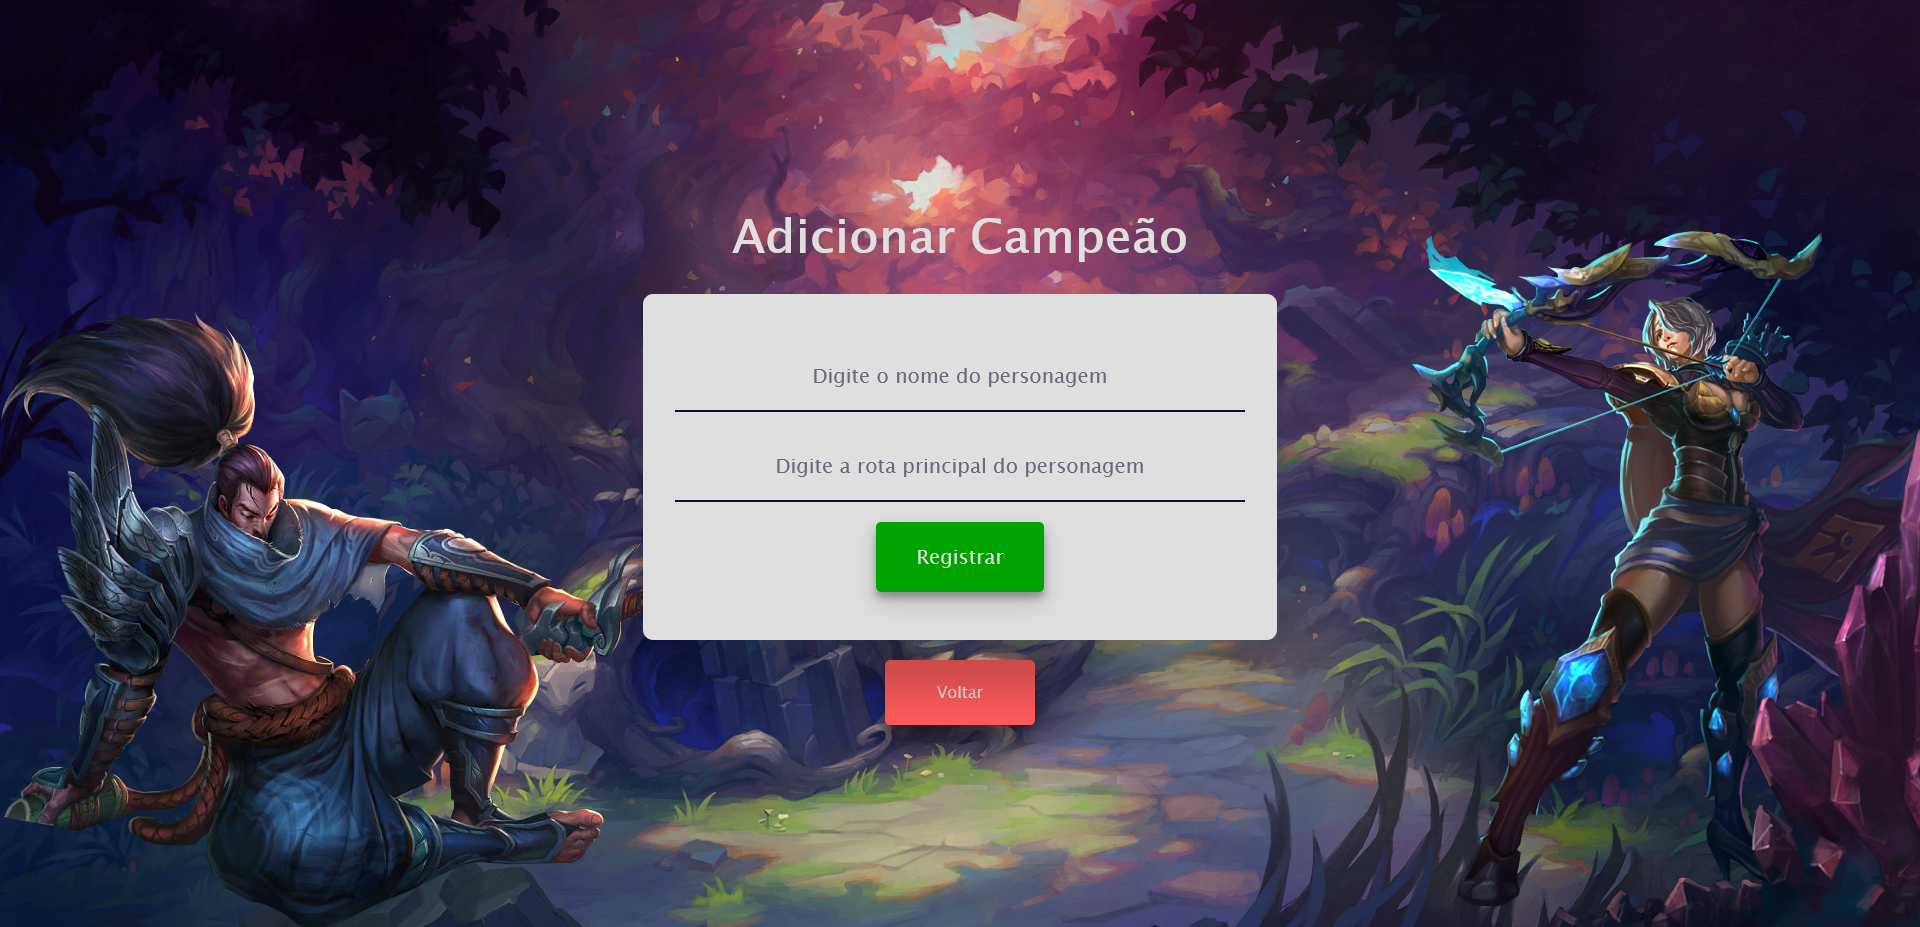 Adicionar Campeão
Digite o nome do personagem
Digite a rota principal do personagem
Registrar
Voltar